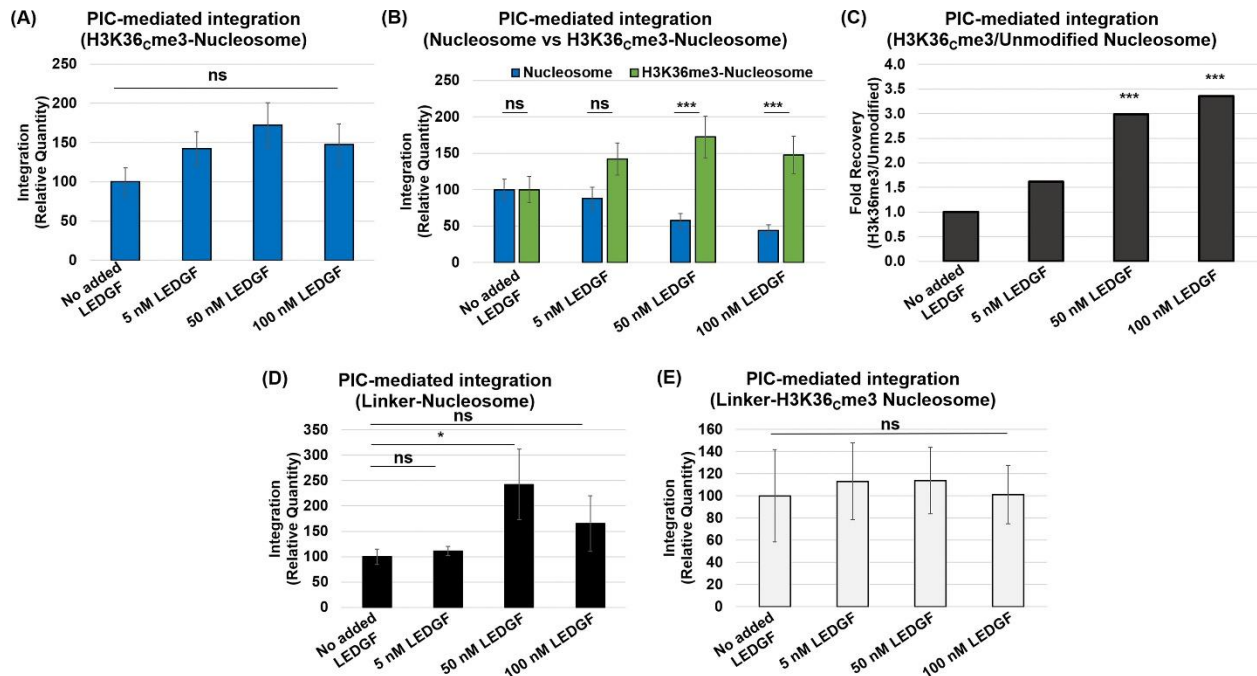 (A)
PIC-mediated integration
(H3K36Cme3-Nucleosome)
Integration
(Relative Quantity)
200
150
100
50
0
ns
No added LEDGF
5 nM LEDGF
50 nM LEDGF
100 nM LEDGF
(B)
PIC-mediated integration
(Nucleosome vs H3K36Cme3-Nucleosome)
Nucleosome H3K36me3-Nucleosome
Integration
(Relative Quantity)
200
150
100
50
0
ns ns *** ***
No added LEDGF
5 nM LEDGF
50 nM LEDGF
100 nM LEDGF
(C)
PIC-mediated integration
(H3K36Cme3/Unmodified Nucleosome)
Fold Recovery
(H3k36me3/Unmodified)
4.0
3.5
3.0
2.5
2.0
1.5
1.0
0.5
0.0
*** ***
No added LEDGF
5 nM LEDGF
50 nM LEDGF
100 nM LEDGF
(D)
PIC-mediated integration
(Linker-Nucleosome)
Integration
(Relative Quantity)
350
300
250
200
150
100
50
0
ns
*
ns
No added LEDGF
5 nM LEDGF
50 nM LEDGF
100 nM LEDGF
(E)
PIC-mediated integration
(Linker-H3K36Cme3 Nucleosome)
Integration
(Relative Quantity)
160
140
120
100
80
60
40
20
0
ns
No added LEDGF
5 nM LEDGF
50 nM LEDGF
100 nM LEDGF